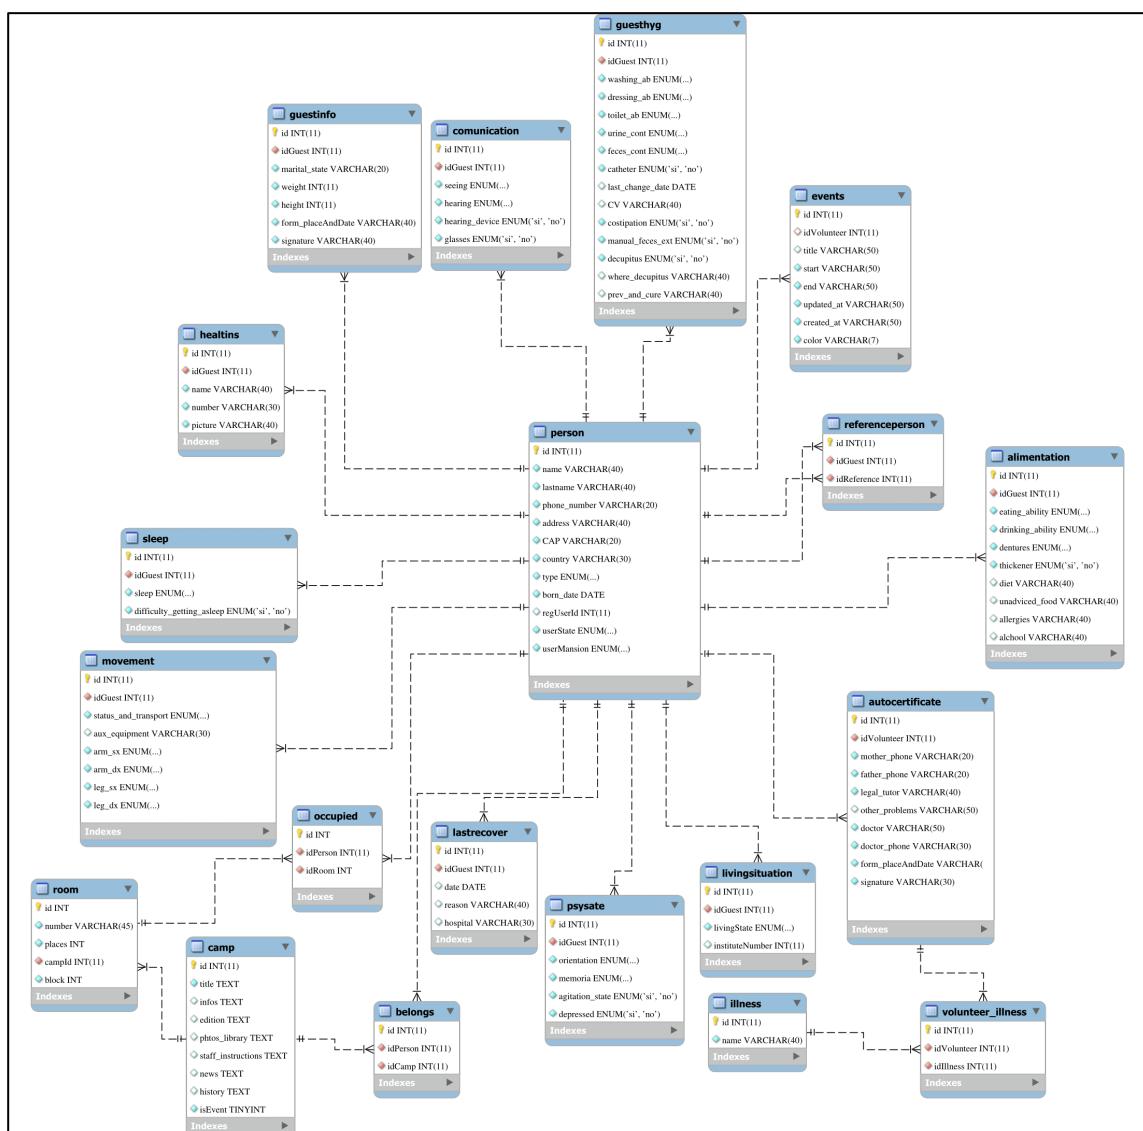 guesthyg
id INT(11)
idGuest INT(11)
washing_ab ENUM(...)
dressing_ab ENUM(...)
toilet_ab ENUM(...)
urine_cont ENUM(...)
feces_cont ENUM(...)
catheter ENUM('si', 'no')
last_change_date DATE
CV VARCHAR(40)
costipation ENUM('si', 'no')
manual_feces_ext ENUM('si', 'no')
decupitus ENUM('si', 'no')
where_decupitus VARCHAR(40)
prev_and_cure VARCHAR(40)
Indexes
guestinfo
id INT(11)
idGuest INT(11)
marital_state VARCHAR(20)
weight INT(11)
height INT(11)
form_placeAndDate VARCHAR(40)
signature VARCHAR(40)
Indexes
comunication
id INT(11)
idGuest INT(11)
seeing ENUM(...)
hearing ENUM(...)
hearing_device ENUM('si', 'no')
glasses ENUM('si', 'no')
Indexes
events
id INT(11)
idVolunteer INT(11)
title VARCHAR(50)
start VARCHAR(50)
end VARCHAR(50)
updated_at VARCHAR(50)
created_at VARCHAR(50)
color VARCHAR(7)
Indexes
healtins
id INT(11)
idGuest INT(11)
name VARCHAR(40)
number VARCHAR(30)
picture VARCHAR(40)
Indexes
person
id INT(11)
name VARCHAR(40)
lastname VARCHAR(40)
phone_number VARCHAR(20)
address VARCHAR(40)
CAP VARCHAR(20)
country VARCHAR(30)
type ENUM(...)
born_date DATE
regUserId INT(11)
userState ENUM(...)
userMansion ENUM(...)
Indexes
referenceperson
id INT(11)
idGuest INT(11)
idReference INT(11)
Indexes
alimentation
id INT(11)
idGuest INT(11)
eating_ability ENUM(...)
drinking_ability ENUM(...)
dentures ENUM(...)
thickener ENUM('si', 'no')
diet VARCHAR(40)
unadviced_food VARCHAR(40)
allergies VARCHAR(40)
alchool VARCHAR(40)
Indexes
sleep
id INT(11)
idGuest INT(11)
sleep ENUM(...)
difficulty_getting_asleep ENUM('si', 'no')
Indexes
movement
id INT(11)
idGuest INT(11)
status_and_transport ENUM(...)
aux_equipment VARCHAR(30)
arm_sx ENUM(...)
arm_dx ENUM(...)
leg_sx ENUM(...)
leg_dx ENUM(...)
Indexes
autocertificate
id INT(11)
idVolunteer INT(11)
mother_phone VARCHAR(20)
father_phone VARCHAR(20)
legal_tutor VARCHAR(40)
other_problems VARCHAR(50)
doctor VARCHAR(50)
doctor_phone VARCHAR(30)
form_placeAndDate VARCHAR(
signature VARCHAR(30)
Indexes
occupied
id INT
idPerson INT(11)
idRoom INT
Indexes
lastrecover
id INT(11)
idGuest INT(11)
date DATE
reason VARCHAR(40)
hospital VARCHAR(30)
Indexes
livingsituation
id INT(11)
idGuest INT(11)
livingState ENUM(...)
instituteNumber INT(11)
Indexes
room
id INT
number VARCHAR(45)
places INT
campId INT(11)
block INT
Indexes
psysate
id INT(11)
idGuest INT(11)
orientation ENUM(...)
memoria ENUM(...)
agitation_state ENUM('si', 'no')
depressed ENUM('si', 'no')
Indexes
camp
id INT(11)
title TEXT
infos TEXT
edition TEXT
phtos_library TEXT
staff_instructions TEXT
news TEXT
history TEXT
isEvent TINYINT
Indexes
belongs
id INT(11)
idPerson INT(11)
idCamp INT(11)
Indexes
illness
id INT(11)
name VARCHAR(40)
Indexes
volunteer_illness
id INT(11)
idVolunteer INT(11)
idIllness INT(11)
Indexes